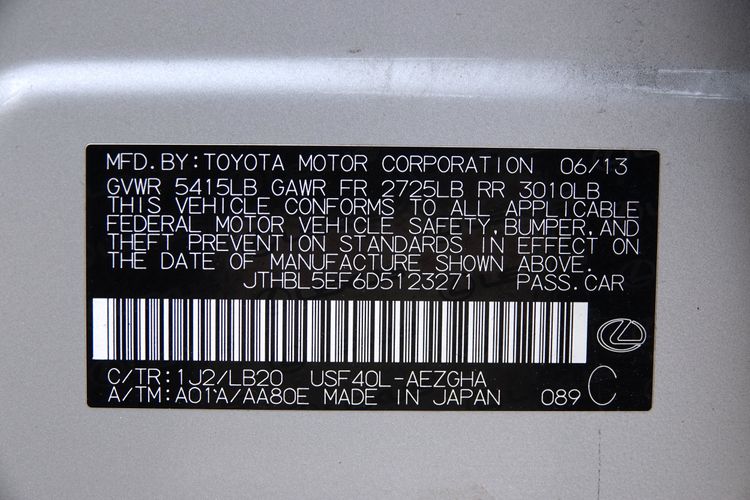 MFD.BY:TOYOTA MOTOR CORPORATION 06/13
GVWR 5415LB GAWR FR 2725LB RR 3010LB
THIS VEHICLE CONFORMS TO ALL APPLICABLE
FEDERAL MOTOR VEHICLE SAFETY,BUMPER,AND
THEFT PREVENTION STANDARDS IN EFFECT ON
THE DATE OF MANUFACTURE SHOWN ABOVE.
JTHBL5EF6D5123271 PASS.CAR
C/TR:1J2/LB20 USF40L-AEZGHA
A/TM:A01A/AA80E MADE IN JAPAN 089 C